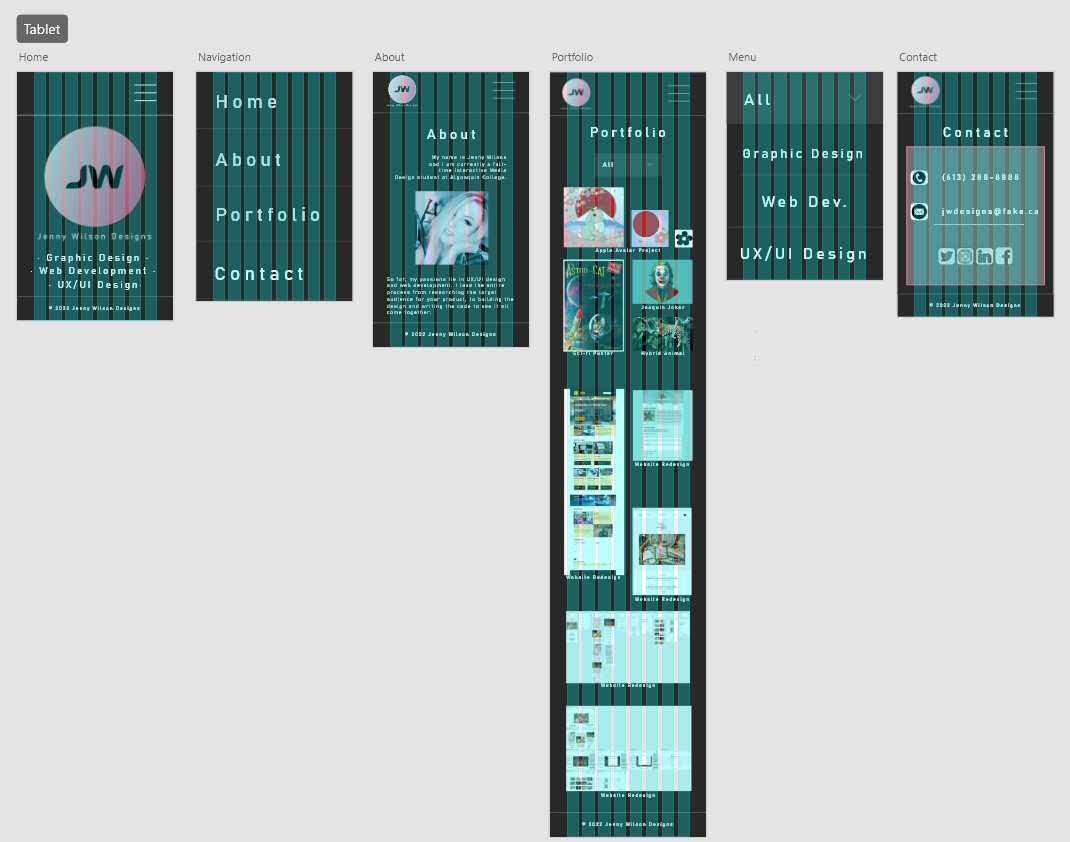 Tablet
Home
Navigation
About
Portfolio
Menu
Contact
JW
Jenny Wilson Designs
· Graphic Design ·
· Web Development ·
· UX/UI Design·
© 2022 Jenny Wilson Designs
Home
About
Portfolio
Contact
JW
About
My name is Jenny Wilson
and I am currently a full-
time Interactive Media
Design student at Algonquin College.
So far, my passions lie in UX/UI design
and web development. I love the entire
process from researching the target
audience for your product, to building the
design and writing the code to see it all
come together.
© 2022 Jenny Wilson Designs
JW
Portfolio
All
Apple Avatar Project
ASTRO-CAT
Sci-fi Poster
Joaquin Joker
Hybrid Animal
Website Redesign
Website Redesign
Website Redesign
Website Redesign
Website Redesign
© 2022 Jenny Wilson Designs
All
Graphic Design
Web Dev.
UX/UI Design
JW
Contact
(613) 288-8888
jwdesigns@fake.ca
© 2022 Jenny Wilson Designs